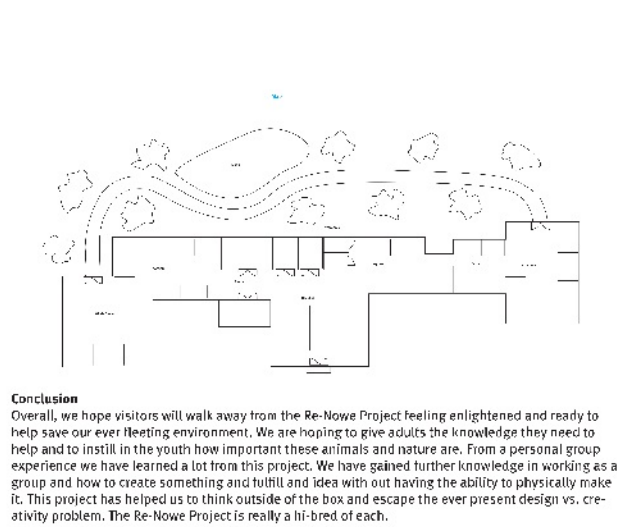 Conclusion
Overall, we hope visitors will walk away from the Re-Nowe Project feeling enlightened and ready to
help save our ever fleeting environment. We are hoping to give adults the knowledge they need to
help and to instill in the youth how important these animals and nature are. From a personal group
experience we have learned a lot from this project. We have gained further knowledge in working as a
group and how to create something and fulfill and idea with out having the ability to physically make
it. This project has helped us to think outside of the box and escape the ever present design vs. cre-
ativity problem. The Re-Nowe Project is really a hi-bred of each.